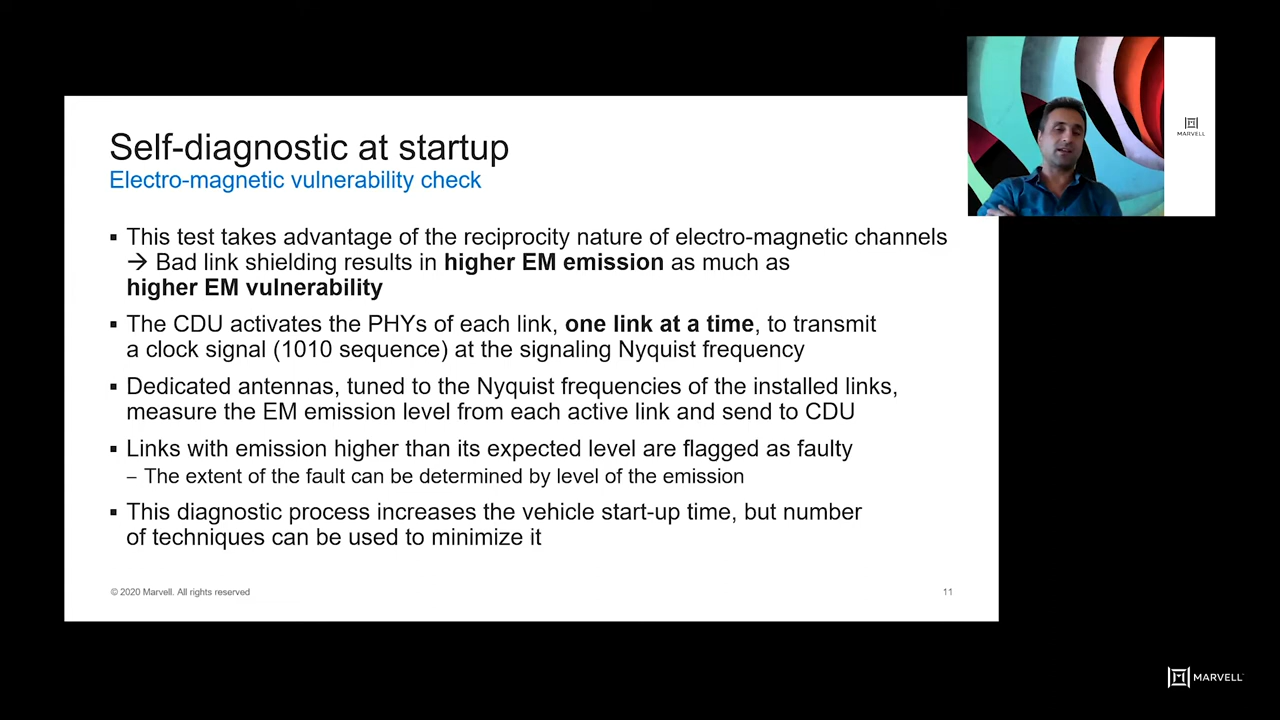 Self-diagnostic at startup
Electro-magnetic vulnerability check
▪ This test takes advantage of the reciprocity nature of electro-magnetic channels
→ Bad link shielding results in higher EM emission as much as
higher EM vulnerability
▪ The CDU activates the PHYs of each link, one link at a time, to transmit
a clock signal (1010 sequence) at the signaling Nyquist frequency
▪ Dedicated antennas, tuned to the Nyquist frequencies of the installed links,
measure the EM emission level from each active link and send to CDU
▪ Links with emission higher than its expected level are flagged as faulty
– The extent of the fault can be determined by level of the emission
▪ This diagnostic process increases the vehicle start-up time, but number
of techniques can be used to minimize it
© 2020 Marvell. All rights reserved
11
MARVELL
MARVELL